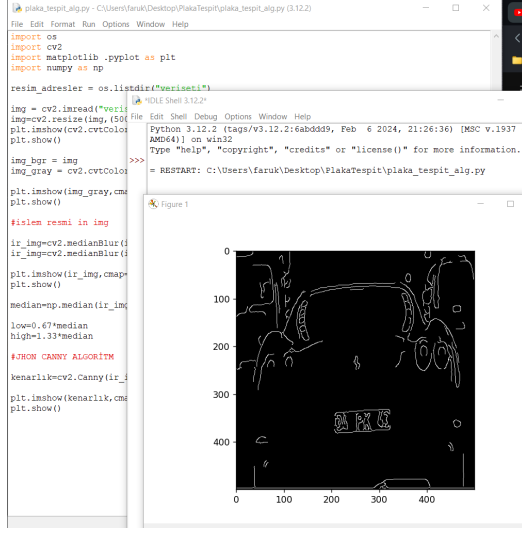 plaka_tespit_alg.py - C:\Users\faruk\Desktop\PlakaTespit\plaka_tespit_alg.py (3.12.2)
File Edit Format Run Options Window Help
import os
import cv2
import matplotlib .pyplot as plt
import numpy as np
resim_adresler = os.listdir("veriseti")
img = cv2.imread("veris
img=cv2.resize(img,(500
plt.imshow(cv2.cvtColor
plt.show()
img_bgr = img
img_gray = cv2.cvtColor
plt.imshow(img_gray,cma
plt.show()
#islem resmi in img
ir_img=cv2.medianBlur(i
ir_img=cv2.medianBlur(i
plt.imshow(ir_img,cmap=
plt.show()
median=np.median(ir_img
low=0.67*median
high=1.33*median
#JHON CANNY ALGORİTM
kenarlık=cv2.Canny(ir_i
plt.imshow(kenarlık,cma
plt.show()
*IDLE Shell 3.12.2*
File Edit Shell Debug Options Window Help
Python 3.12.2 (tags/v3.12.2:6abddd9, Feb 6 2024, 21:26:36) [MSC v.1937
AMD64)] on win32
Type "help", "copyright", "credits" or "license()" for more information.
>>>
= RESTART: C:\Users\faruk\Desktop\PlakaTespit\plaka_tespit_alg.py
Figure 1
0
100
200
300
400
0 100 200 300 400